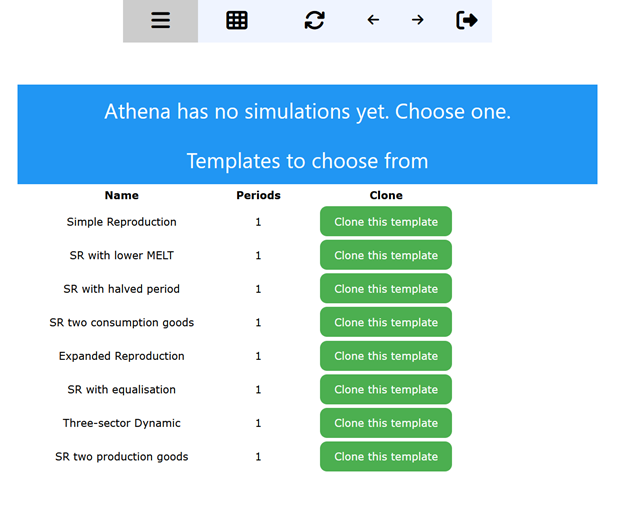 Athena has no simulations yet. Choose one.
Templates to choose from
Name Periods Clone
Simple Reproduction 1 Clone this template
SR with lower MELT 1 Clone this template
SR with halved period 1 Clone this template
SR two consumption goods 1 Clone this template
Expanded Reproduction 1 Clone this template
SR with equalisation 1 Clone this template
Three-sector Dynamic 1 Clone this template
SR two production goods 1 Clone this template